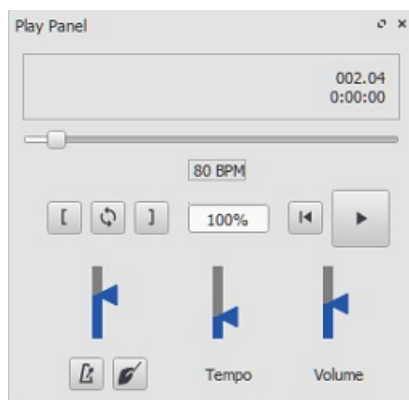 Play Panel
002.04
0:00:00
80 BPM
[ ] 100%
Tempo Volume